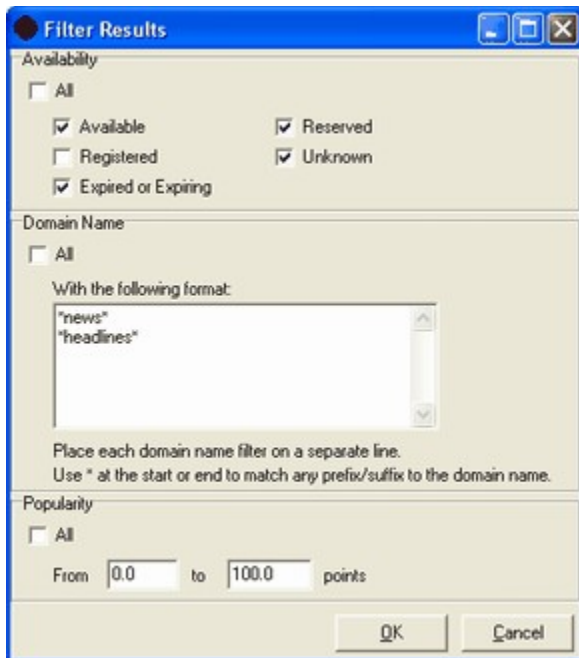 Filter Results
Availability
All
Available Reserved
Registered Unknown
Expired or Expiring
Domain Name
All
With the following format:
*news*
*headlines*
Place each domain name filter on a separate line.
Use * at the start or end to match any prefix/suffix to the domain name.
Popularity
All
From 0.0 to 100.0 points
OK Cancel